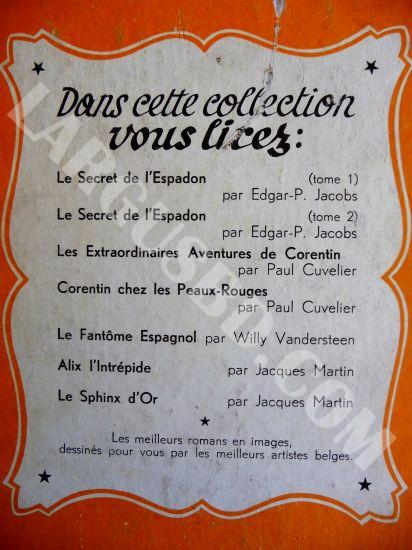 Dans cette collection
vous lirez:
Le Secret de l'Espadon (tome 1)
par Edgar-P. Jacobs
Le Secret de l'Espadon (tome 2)
par Edgar-P. Jacobs
Les Extraordinaires Aventures de Corentin
par Paul Cuvelier
Corentin chez les Peaux-Rouges
par Paul Cuvelier
Le Fantôme Espagnol par Willy Vandersteen
Alix l'Intrépide par Jacques Martin
Le Sphinx d'Or par Jacques Martin
Les meilleurs romans en images,
dessinés pour vous par les meilleurs artistes belges.
LARGUSBD.COM